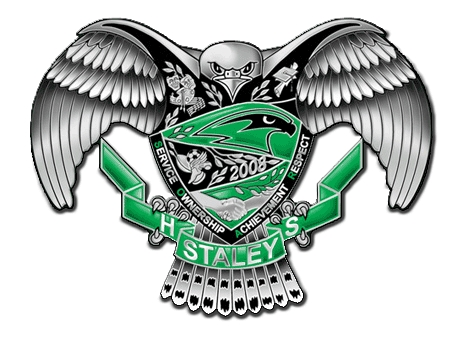 2008
SERVICE OWNERSHIP ACHIEVEMENT RESPECT
H S
STALEY